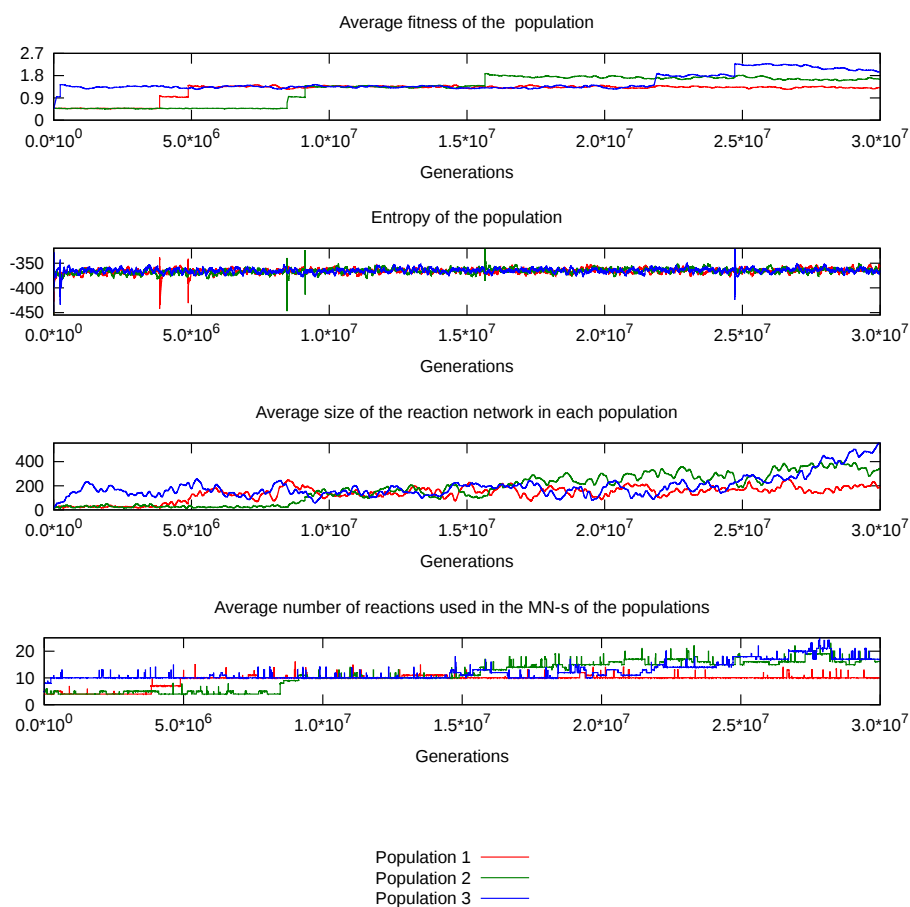 Average fitness of the  population
2.7
1.8
0.9
0
0.0*10^0 5.0*10^6 1.0*10^7 1.5*10^7 2.0*10^7 2.5*10^7 3.0*10^7
Generations
Entropy of the population
-350
-400
-450
0.0*10^0 5.0*10^6 1.0*10^7 1.5*10^7 2.0*10^7 2.5*10^7 3.0*10^7
Generations
Average size of the reaction network in each population
400
200
0
0.0*10^0 5.0*10^6 1.0*10^7 1.5*10^7 2.0*10^7 2.5*10^7 3.0*10^7
Generations
Average number of reactions used in the MN-s of the populations
20
10
0
0.0*10^0 5.0*10^6 1.0*10^7 1.5*10^7 2.0*10^7 2.5*10^7 3.0*10^7
Generations
Population 1
Population 2
Population 3